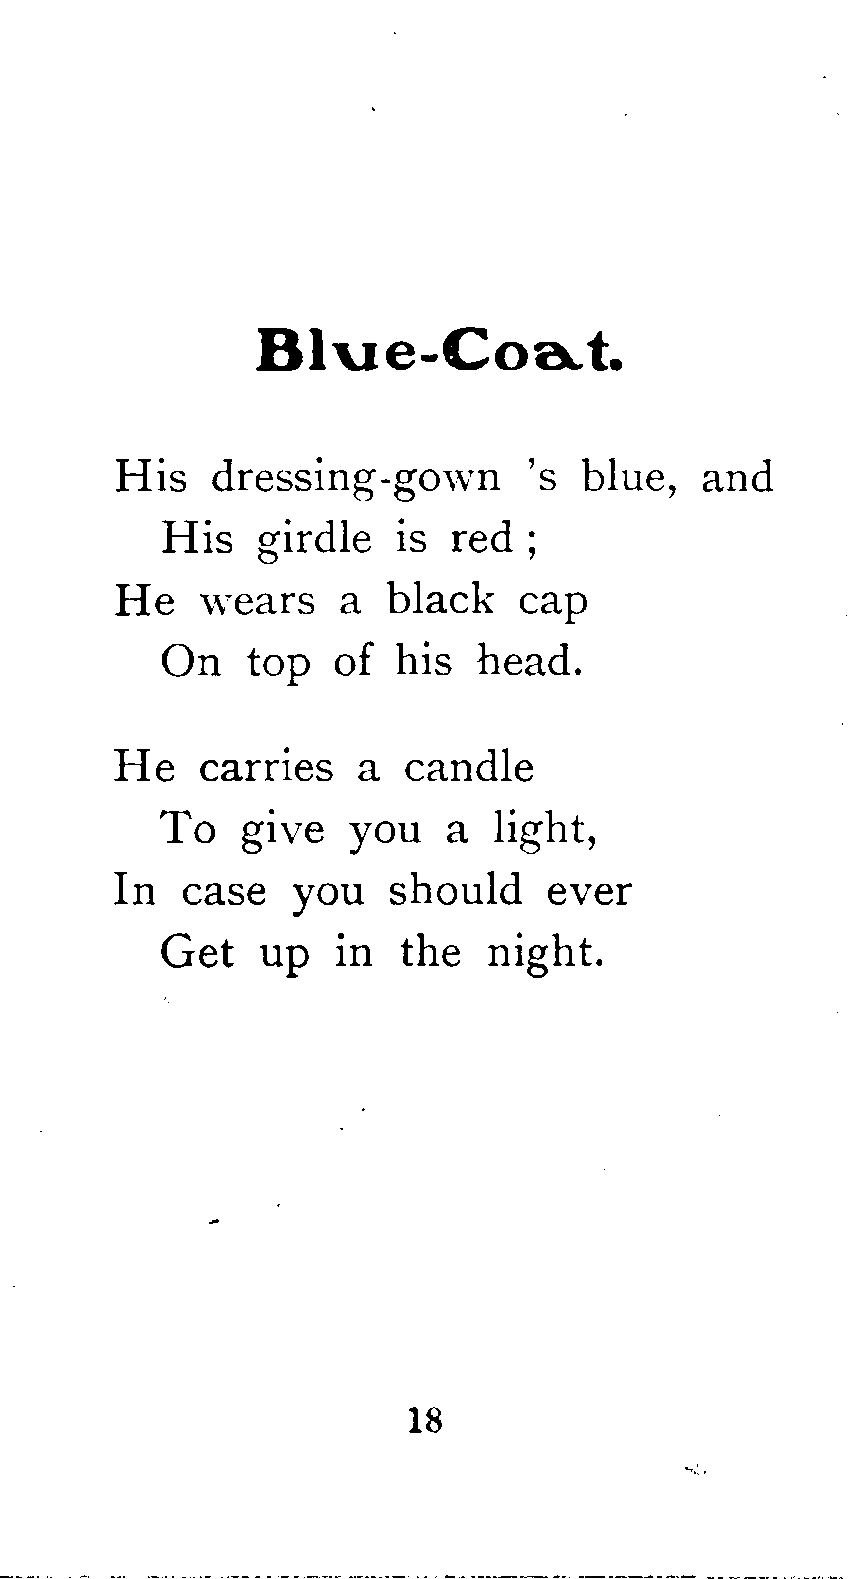 Blue-Coat.
His dressing-gown 's blue, and
His girdle is red ;
He wears a black cap
On top of his head.
He carries a candle
To give you a light,
In case you should ever
Get up in the night.
18